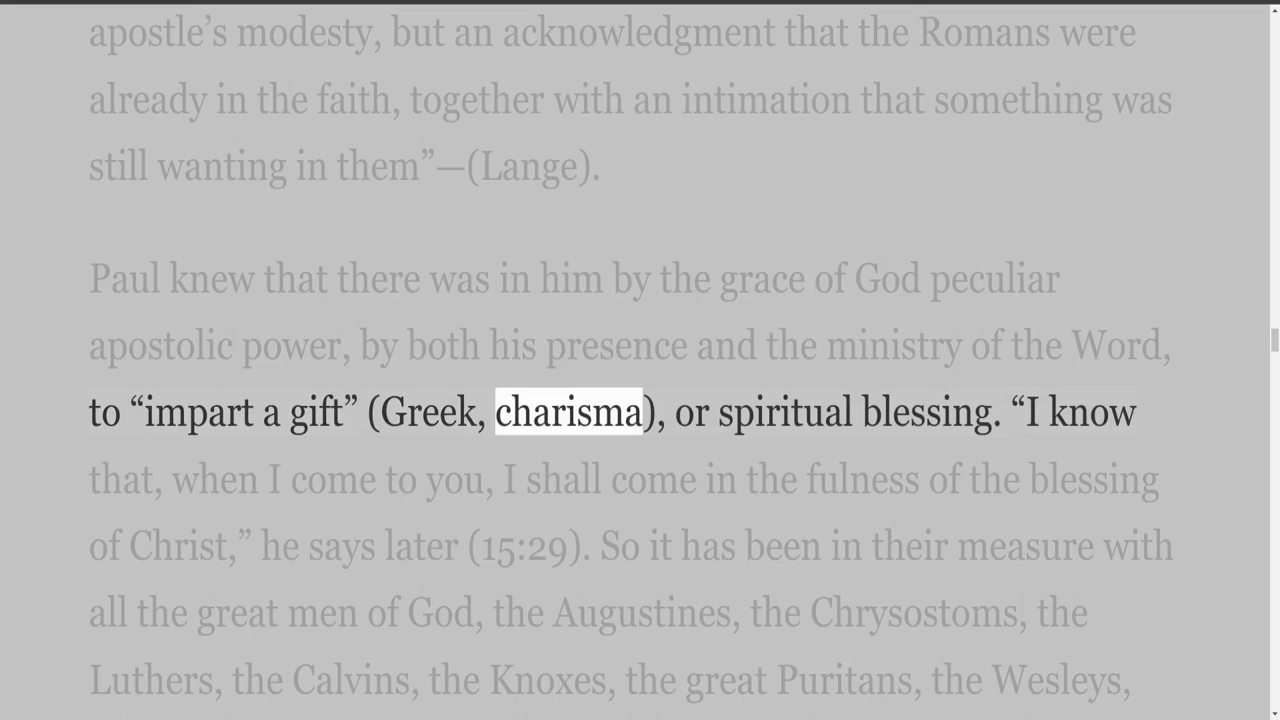 apostle’s modesty, but an acknowledgment that the Romans were
already in the faith, together with an intimation that something was
still wanting in them”—(Lange).
Paul knew that there was in him by the grace of God peculiar
apostolic power, by both his presence and the ministry of the Word,
to “impart a gift” (Greek, charisma), or spiritual blessing. “I know
that, when I come to you, I shall come in the fulness of the blessing
of Christ,” he says later (15:29). So it has been in their measure with
all the great men of God, the Augustines, the Chrysostoms, the
Luthers, the Calvins, the Knoxes, the great Puritans, the Wesleys,